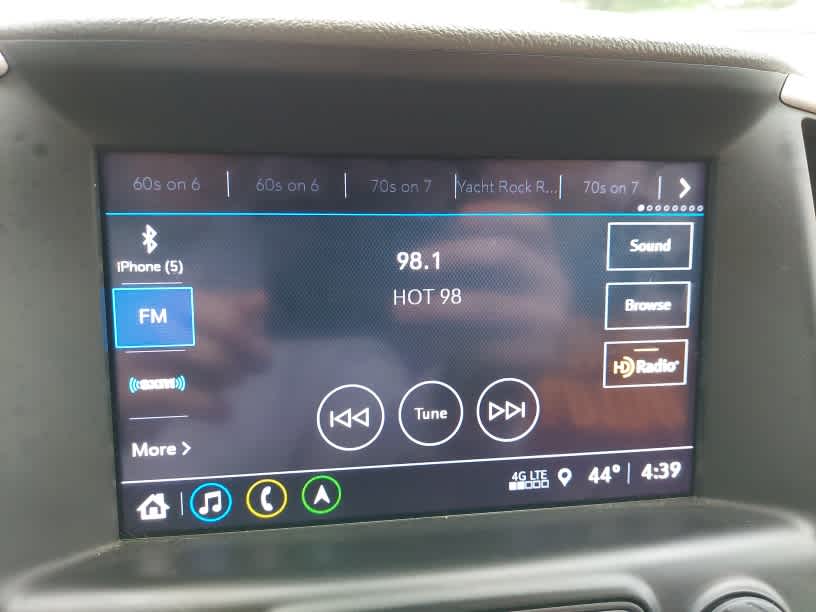 60s on 6 60s on 6 70s on 7 Yacht Rock R... 70s on 7
iPhone (5)
98.1
Sound
HOT 98
FM
Browse
HD Radio
((SXM))
Tune
More >
4G LTE 44° 4:39